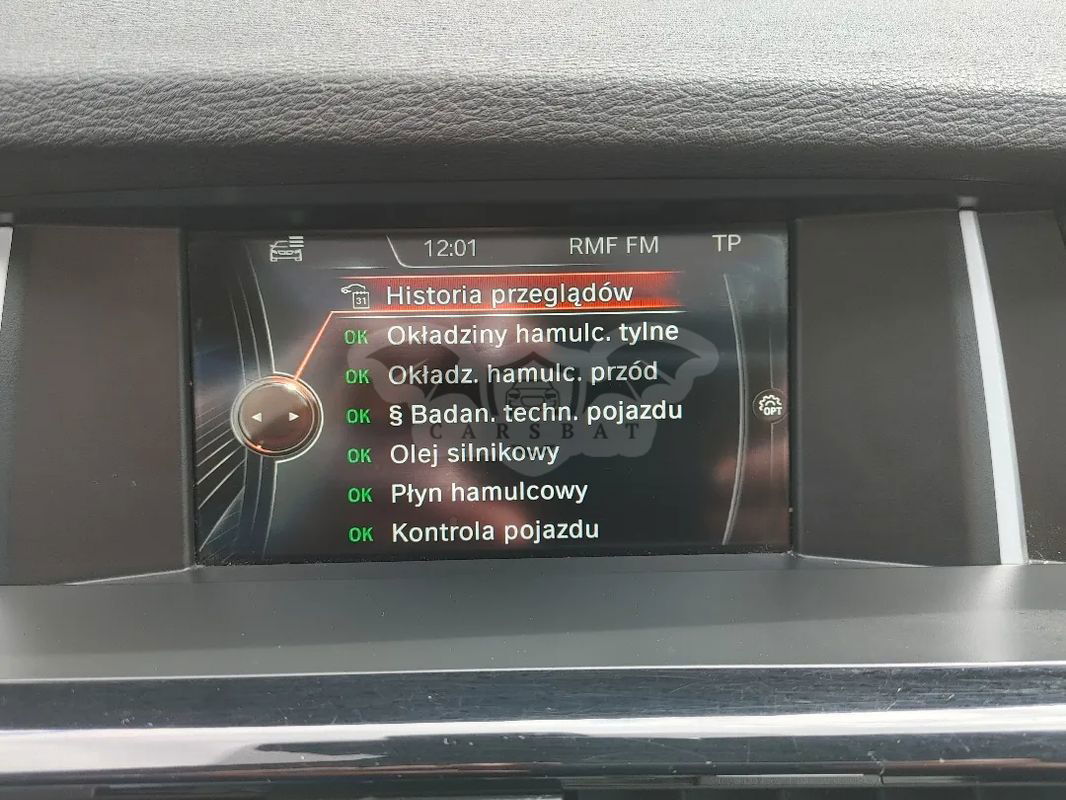 12:01 RMF FM TP
31 Historia przeglądów
OK Okładziny hamulc. tylne
OK Okładz. hamulc. przód
OPT
OK § Badan. techn. pojazdu
CARSBAT
OK Olej silnikowy
OK Płyn hamulcowy
OK Kontrola pojazdu